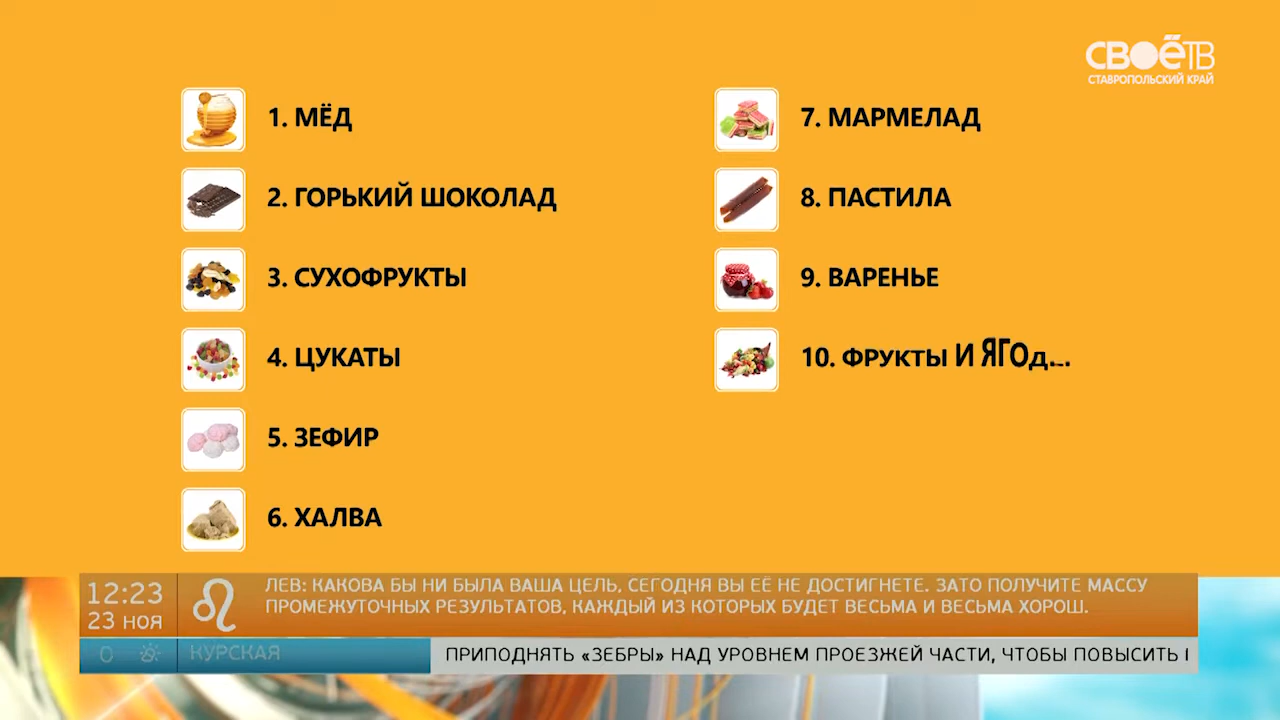 СВОЁТВ
СТАВРОПОЛЬСКИЙ КРАЙ
1. МЁД
2. ГОРЬКИЙ ШОКОЛАД
3. СУХОФРУКТЫ
4. ЦУКАТЫ
5. ЗЕФИР
6. ХАЛВА
7. МАРМЕЛАД
8. ПАСТИЛА
9. ВАРЕНЬЕ
10. ФРУКТЫ И ЯГОд...
12:23
23 НОЯ
ЛЕВ: КАКОВА БЫ НИ БЫЛА ВАША ЦЕЛЬ, СЕГОДНЯ ВЫ ЕЁ НЕ ДОСТИГНЕТЕ. ЗАТО ПОЛУЧИТЕ МАССУ
ПРОМЕЖУТОЧНЫХ РЕЗУЛЬТАТОВ, КАЖДЫЙ ИЗ КОТОРЫХ БУДЕТ ВЕСЬМА И ВЕСЬМА ХОРОШ.
0 КУРСКАЯ
ПРИПОДНЯТЬ «ЗЕБРЫ» НАД УРОВНЕМ ПРОЕЗЖЕЙ ЧАСТИ, ЧТОБЫ ПОВЫСИТЬ